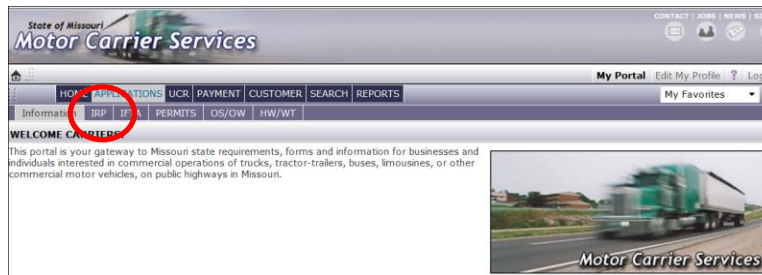 CONTACT | JOBS | NEWS |
State of Missouri
Motor Carrier Services
My Portal Edit My Profile ?
HOME APPLICATIONS UCR PAYMENT CUSTOMER SEARCH REPORTS
My Favorites
Information IRP IFTA PERMITS OS/OW HW/WT
WELCOME CARRIERS!
This portal is your gateway to Missouri state requirements, forms and information for businesses and
individuals interested in commercial operations of trucks, tractor-trailers, buses, limousines, or other
commercial motor vehicles, on public highways in Missouri.
Motor Carrier Services